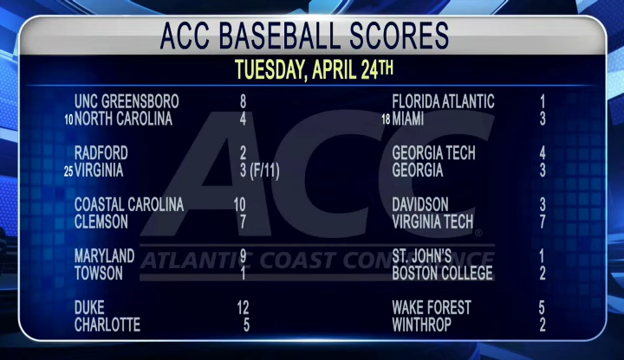 ACC BASEBALL SCORES
TUESDAY, APRIL 24TH
UNC GREENSBORO 8
10 NORTH CAROLINA 4
RADFORD 2
25 VIRGINIA 3 (F/11)
COASTAL CAROLINA 10
CLEMSON 7
MARYLAND 9
TOWSON 1
DUKE 12
CHARLOTTE 5
FLORIDA ATLANTIC 1
18 MIAMI 3
GEORGIA TECH 4
GEORGIA 3
DAVIDSON 3
VIRGINIA TECH 7
ST. JOHN'S 1
BOSTON COLLEGE 2
WAKE FOREST 5
WINTHROP 2
ACC®
ATLANTIC COAST CONFERENCE